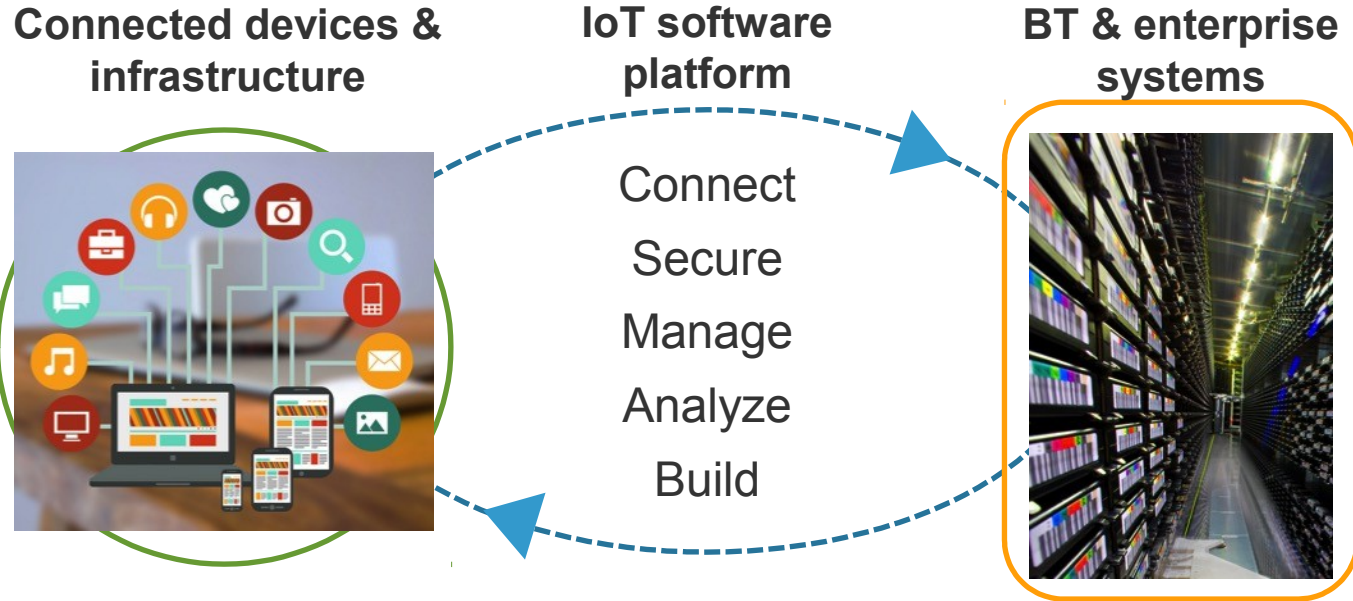 Connected devices &
infrastructure
IoT software
platform
BT & enterprise
systems
Connect
Secure
Manage
Analyze
Build